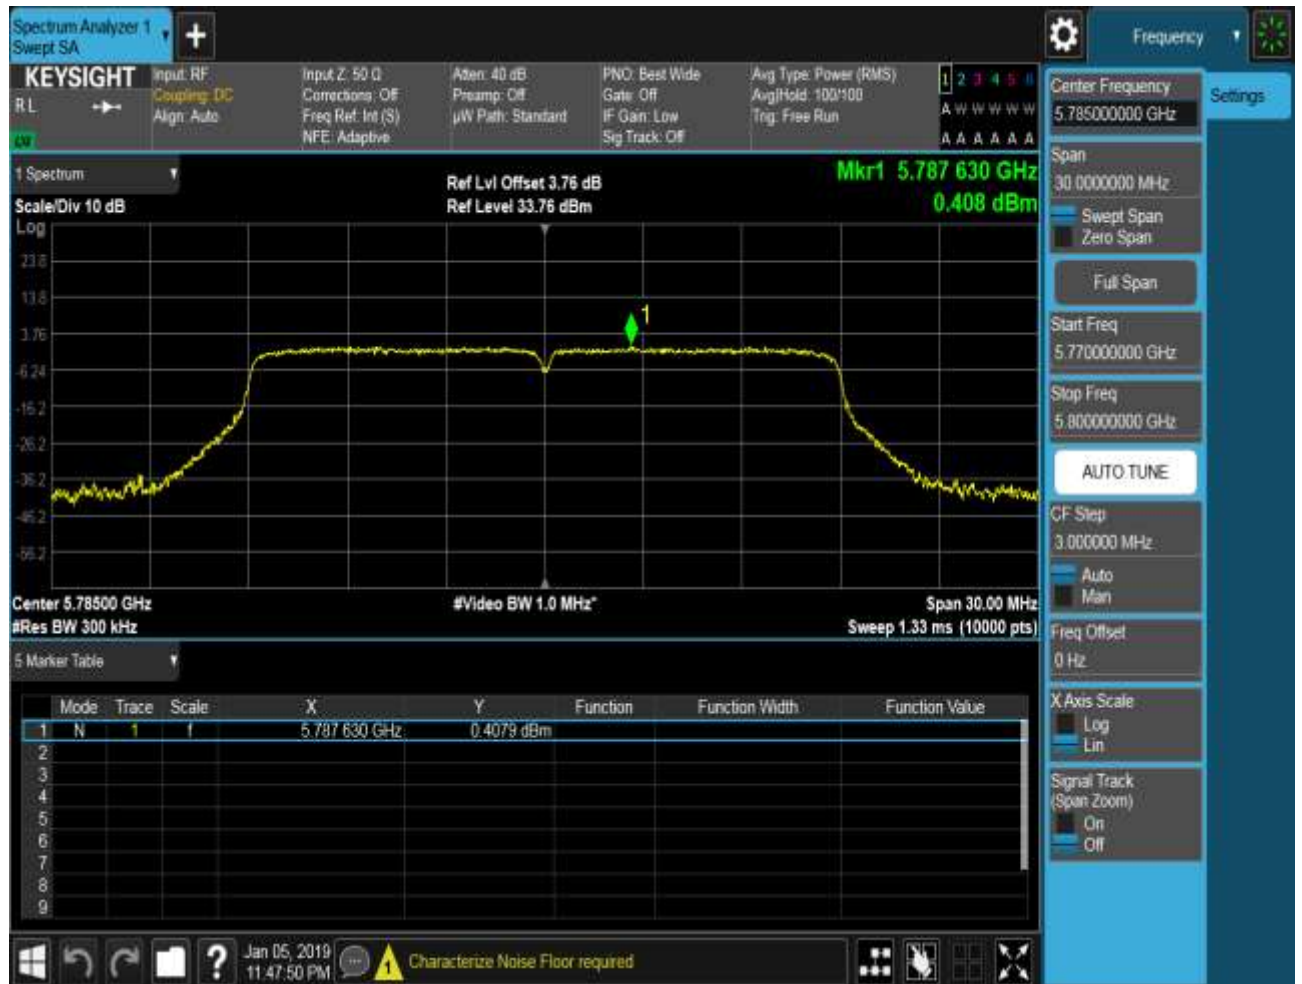 Spectrum Analyzer 1
Swept SA
Frequency
KEYSIGHT
R L
Input: RF
Coupling: DC
Align: Auto
Input Z: 50 Ω
Corrections: Off
Freq Ref: Int (S)
NFE: Adaptive
Atten: 40 dB
Preamp: Off
µW Path: Standard
PNO: Best Wide
Gate: Off
IF Gain: Low
Sig Track: Off
Avg Type: Power (RMS)
Avg|Hold: 100/100
Trig: Free Run
1 2 3 4 5 6
A W W W W W
A A A A A A
1 Spectrum
Scale/Div 10 dB
Ref Lvl Offset 3.76 dB
Ref Level 33.76 dBm
Mkr1 5.787 630 GHz
0.408 dBm
Log
23.8
13.8
3.76
-6.24
-16.2
-26.2
-36.2
-46.2
-56.2
1
Center 5.78500 GHz
#Video BW 1.0 MHz*
Span 30.00 MHz
#Res BW 300 kHz
Sweep 1.33 ms (10000 pts)
5 Marker Table
Mode Trace Scale X Y Function Function Width Function Value
1 N 1 f 5.787 630 GHz 0.4079 dBm
2
3
4
5
6
7
8
9
Jan 05, 2019
11:47:50 PM
Characterize Noise Floor required
Center Frequency
5.785000000 GHz
Settings
Span
30.0000000 MHz
Swept Span
Zero Span
Full Span
Start Freq
5.770000000 GHz
Stop Freq
5.800000000 GHz
AUTO TUNE
CF Step
3.000000 MHz
Auto
Man
Freq Offset
0 Hz
X Axis Scale
Log
Lin
Signal Track
(Span Zoom)
On
Off